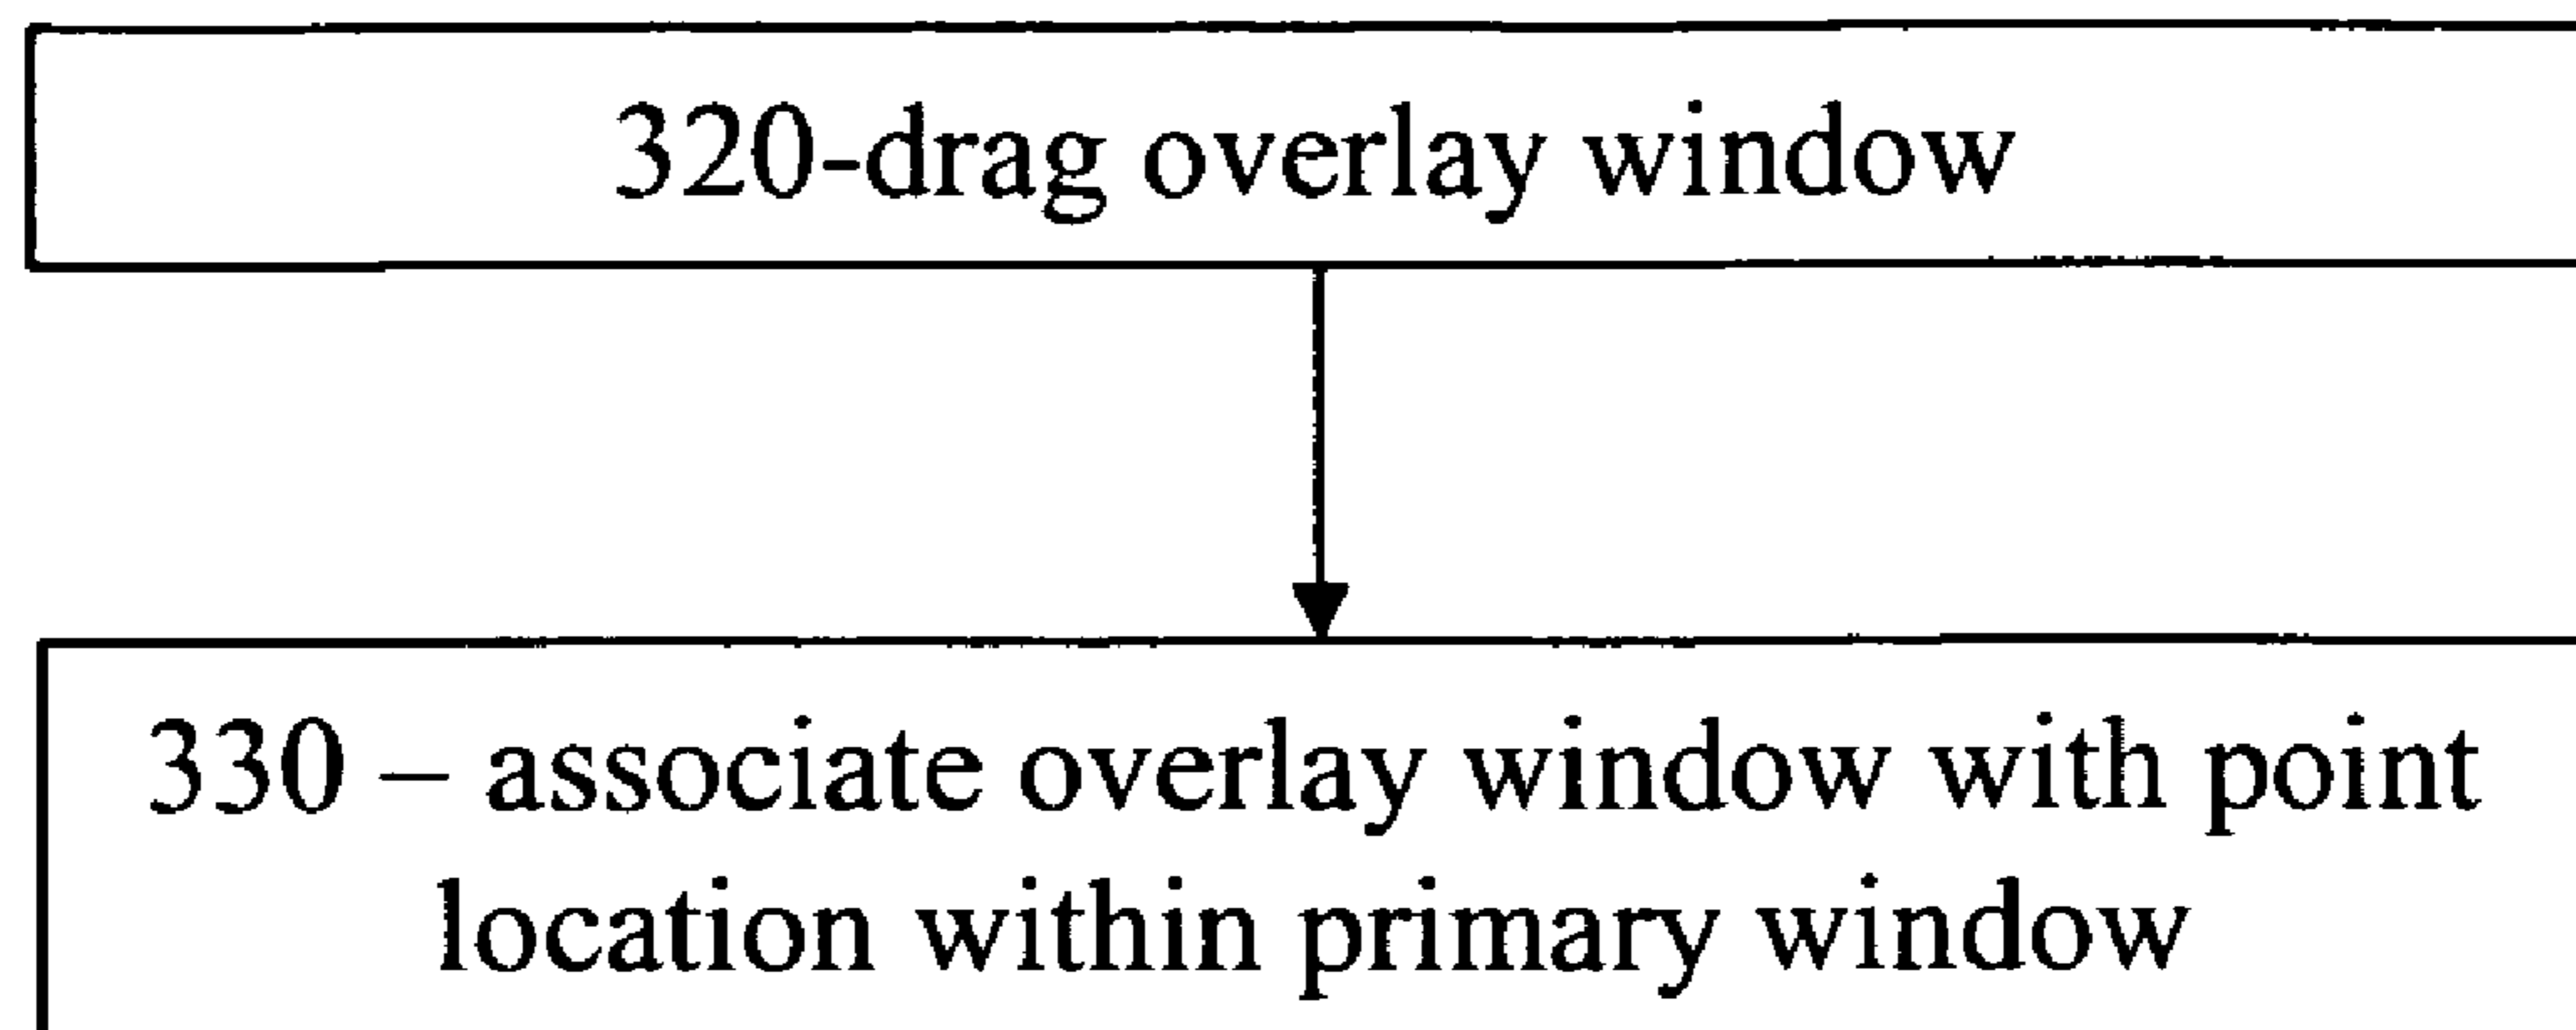 320-drag overlay window
330 – associate overlay window with point
location within primary window